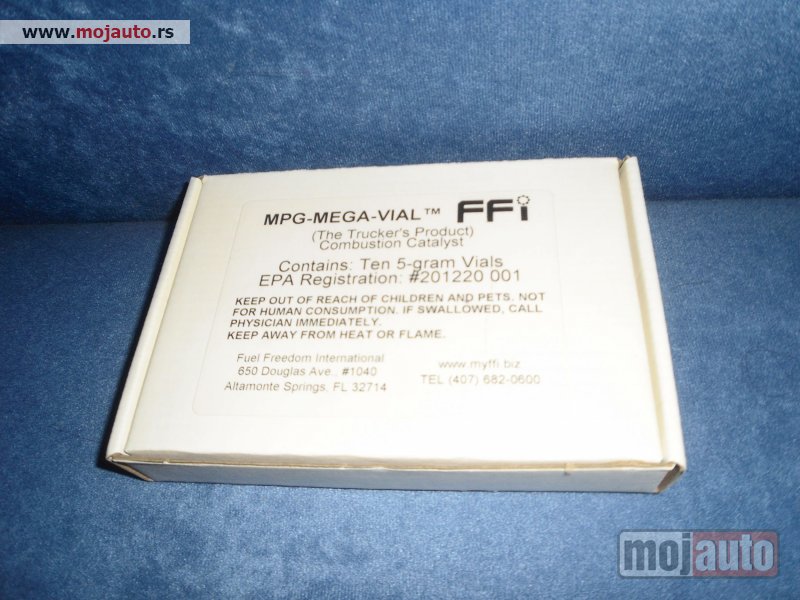 www.mojauto.rs
MPG-MEGA-VIAL™ FFi
(The Trucker's Product)
Combustion Catalyst
Contains: Ten 5-gram Vials
EPA Registration: #201220 001
KEEP OUT OF REACH OF CHILDREN AND PETS. NOT
FOR HUMAN CONSUMPTION. IF SWALLOWED, CALL
PHYSICIAN IMMEDIATELY.
KEEP AWAY FROM HEAT OR FLAME.
Fuel Freedom International
650 Douglas Ave., #1040
Altamonte Springs, FL 32714
www.myffi.biz
TEL (407) 682-0600
mojauto